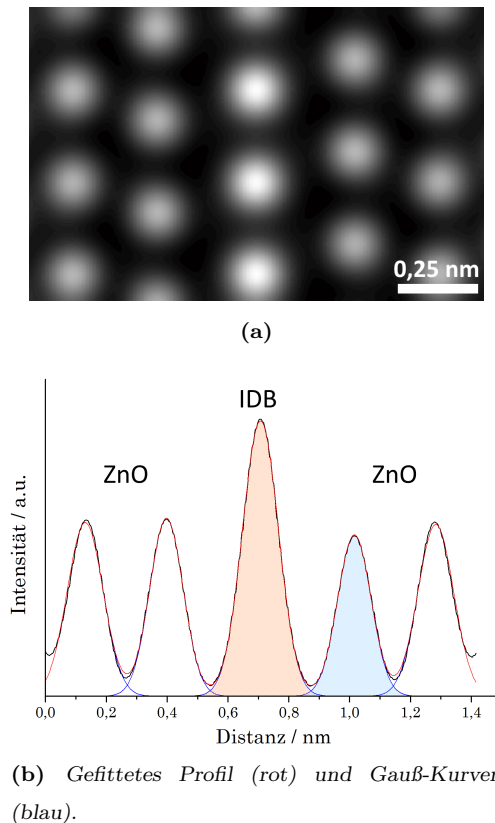 0,25 nm
(a)
IDB
ZnO
ZnO
Intensität / a.u.
0,0 0,2 0,4 0,6 0,8 1,0 1,2 1,4
Distanz / nm
(b) Gefittetes Profil (rot) und Gauß-Kurven
(blau).